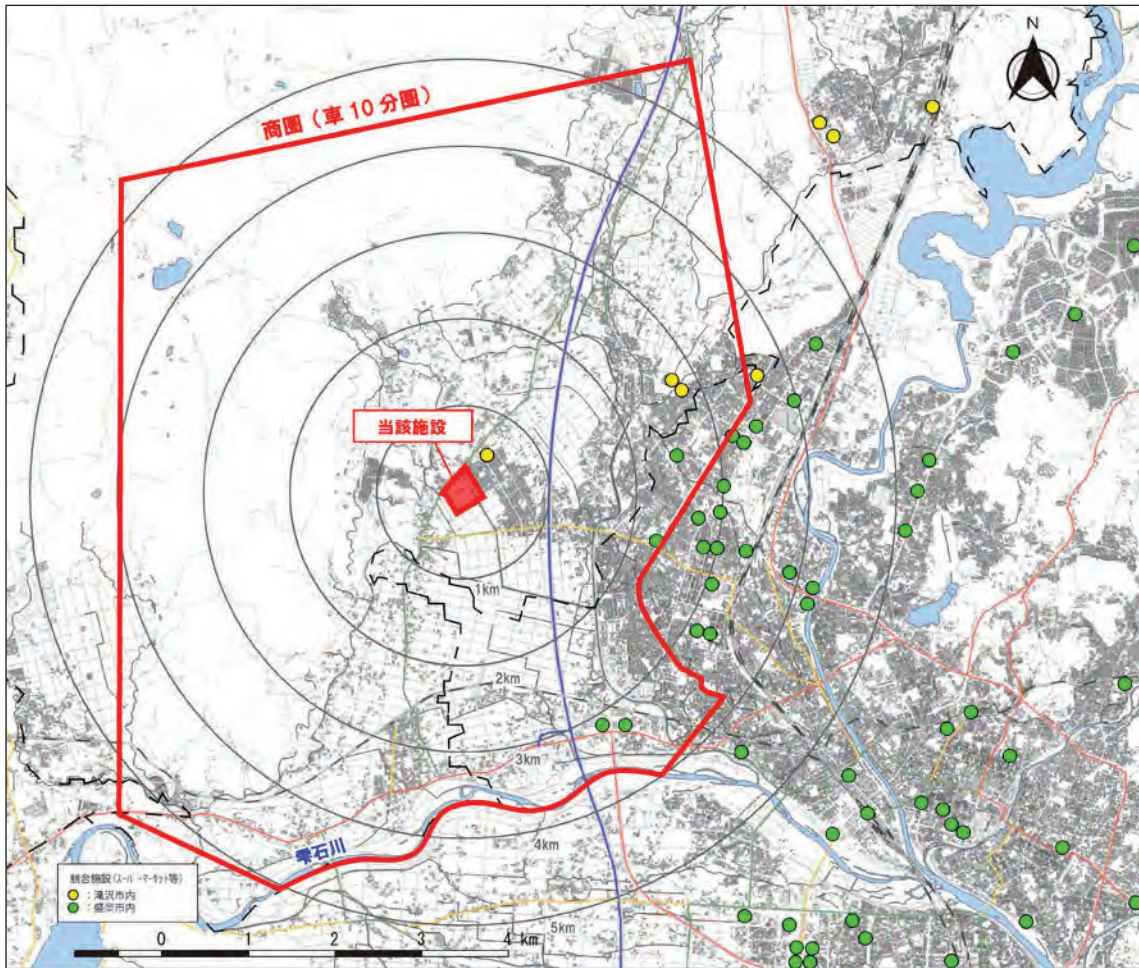 N
商圏（車10分圏）
当該施設
1km
2km
3km
4km
5km
雫石川
競合施設（スーパーマーケット等）
：滝沢市内
：盛岡市内
0 1 2 3 4 km